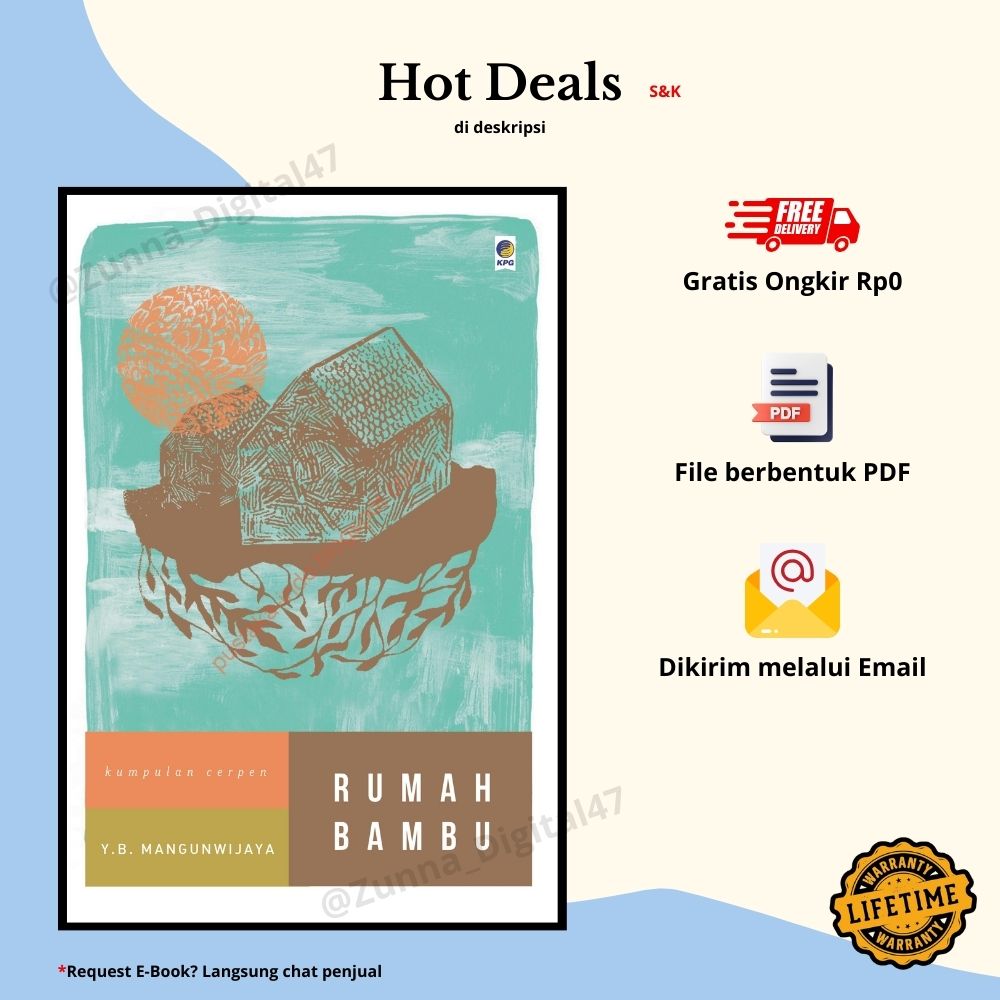 Hot Deals S&K
di deskripsi
@Zunna_Digital47
KPG
FREE
DELIVERY
Gratis Ongkir Rp0
PDF
File berbentuk PDF
@
Dikirim melalui Email
kumpulan cerpen
Y.B. MANGUNWIJAYA
RUMAH
BAMBU
@Zunna_Digital47
WARRANTY
LIFETIME
WARRANTY
*Request E-Book? Langsung chat penjual